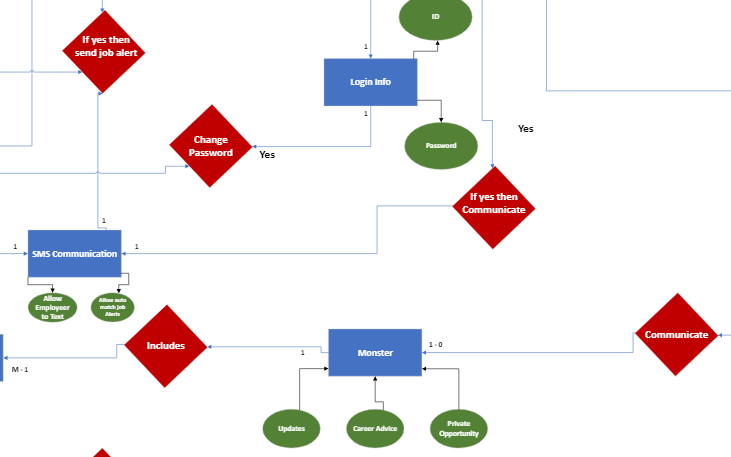 ID
If yes then
send job alert
1
Login Info
1
Yes
Change
Password
Yes
Password
If yes then
Communicate
1
1
SMS Communication
1
Allow
Employeer
to Text
Allow auto
match Job
Alerts
Includes
1
Monster
1 - 0
Communicate
M - 1
Updates
Career Advice
Private
Opportunity